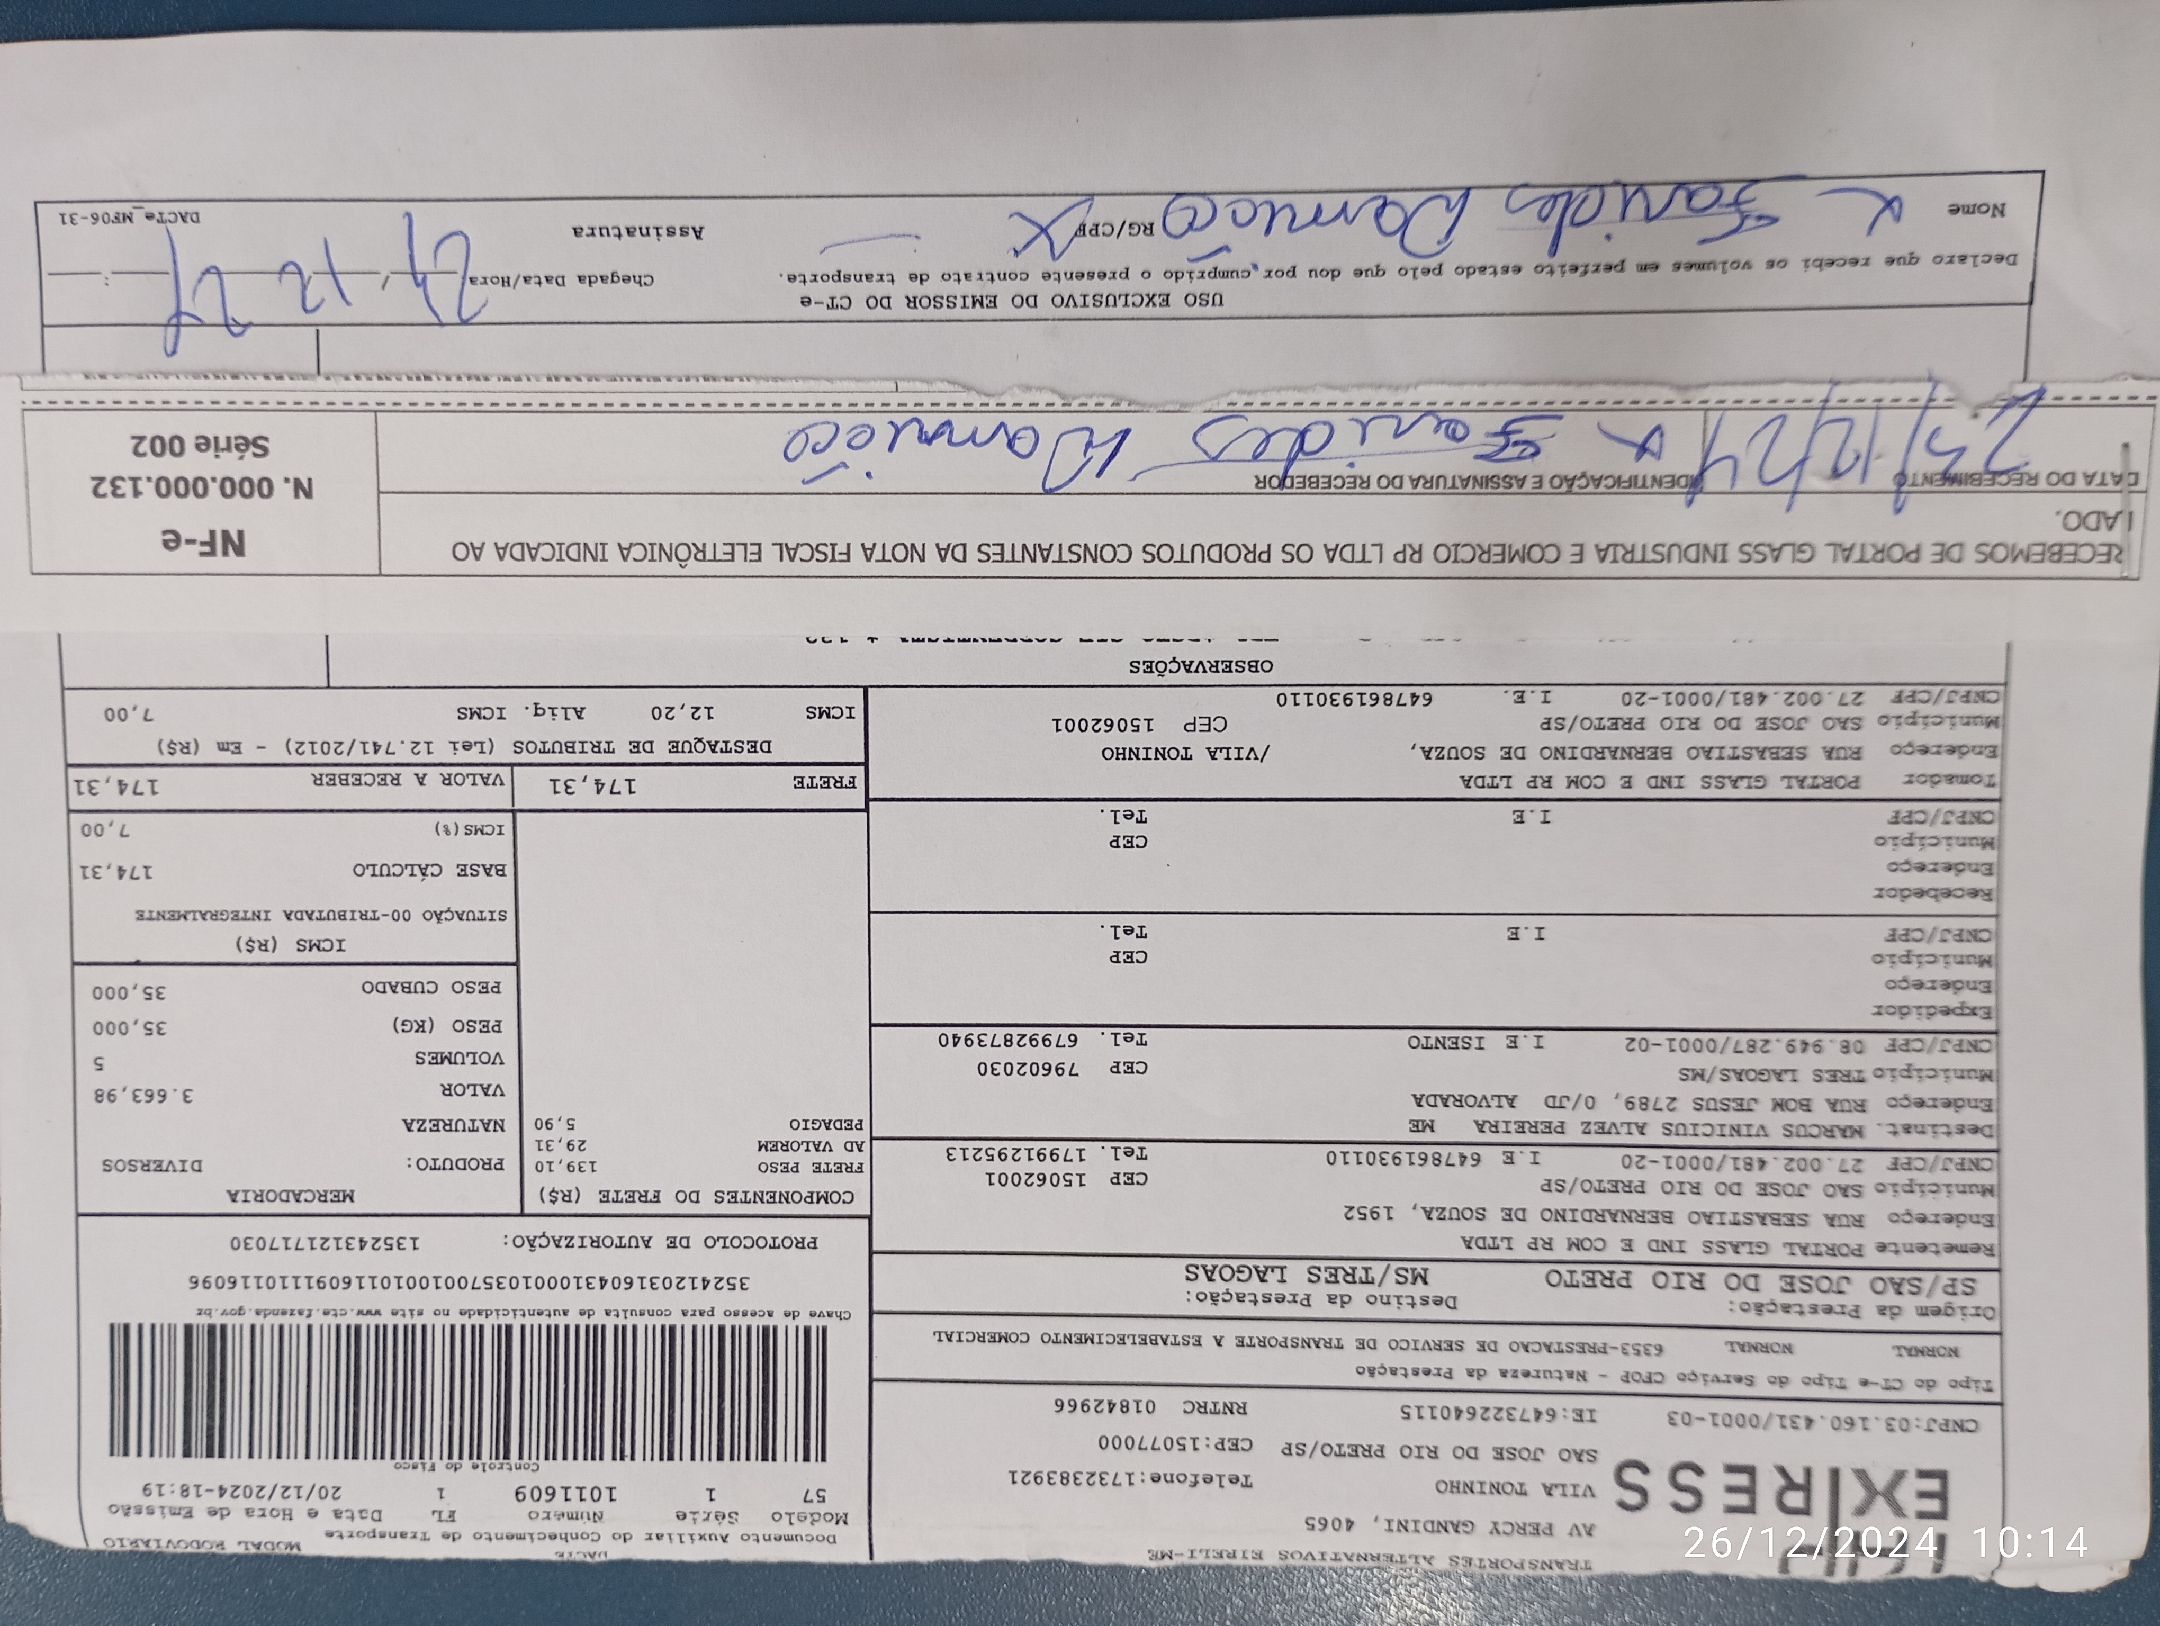 TRANSPORTES ALTERNATIVOS EIRELI-ME
EXPRESS
AV PERCY GANDINI, 4065
VILA TONINHO Telefone:1732383921
SAO JOSE DO RIO PRETO/SP CEP:15077000
CNPJ:03.160.431/0001-03 IE:647322640115 RNTRC 01842966
DACTE
Documento Auxiliar do Conhecimento de Transporte MODAL RODOVIÁRIO
Modelo Série Número FL Data e Hora de Emissão
57 1 1011609 1 20/12/2024-18:19
Controle do Fisco
Chave de acesso para consulta de autenticidade no site www.cte.fazenda.gov.br
35241203160431000103570010010116091110116096
PROTOCOLO DE AUTORIZAÇÃO: 135243121717030
Tipo do CT-e Tipo do Serviço CFOP - Natureza da Prestação
NORMAL NORMAL 6353-PRESTACAO DE SERVICO DE TRANSPORTE A ESTABELECIMENTO COMERCIAL
Origem da Prestação: Destino da Prestação:
SP/SAO JOSE DO RIO PRETO MS/TRES LAGOAS
Remetente PORTAL GLASS IND E COM RP LTDA
Endereço RUA SEBASTIAO BERNARDINO DE SOUZA, 1952
Município SAO JOSE DO RIO PRETO/SP CEP 15062001
CNPJ/CPF 27.002.481/0001-20 I.E 647861930110 Tel. 17991295213
Destinat. MARCUS VINICIUS ALVEZ PEREIRA ME
Endereço RUA BOM JESUS 2789, 0/JD ALVORADA
Município TRES LAGOAS/MS CEP 79602030
CNPJ/CPF 08.949.287/0001-02 I.E ISENTO Tel. 67992873940
Expedidor
Endereço
Município CEP
CNPJ/CPF I.E Tel.
Recebedor
Endereço
Município CEP
CNPJ/CPF I.E Tel.
Tomador PORTAL GLASS IND E COM RP LTDA
Endereço RUA SEBASTIAO BERNARDINO DE SOUZA, /VILA TONINHO
Município SAO JOSE DO RIO PRETO/SP CEP 15062001
CNPJ/CPF 27.002.481/0001-20 I.E. 647861930110
COMPONENTES DO FRETE (R$)
FRETE PESO 139,10
AD VALOREM 29,31
PEDAGIO 5,90
MERCADORIA
PRODUTO: DIVERSOS
NATUREZA
VALOR 3.663,98
VOLUMES 5
PESO (KG) 35,000
PESO CUBADO 35,000
ICMS (R$)
SITUAÇÃO 00-TRIBUTADA INTEGRALMENTE
BASE CÁLCULO 174,31
ICMS(%) 7,00
FRETE 174,31 VALOR A RECEBER 174,31
DESTAQUE DE TRIBUTOS (Lei 12.741/2012) - Em (R$)
ICMS 12,20 Aliq. ICMS 7,00
OBSERVAÇÕES
RECEBEMOS DE PORTAL GLASS INDUSTRIA E COMERCIO RP LTDA OS PRODUTOS CONSTANTES DA NOTA FISCAL ELETRÔNICA INDICADA AO
LADO.
DATA DO RECEBIMENTO IDENTIFICAÇÃO E ASSINATURA DO RECEBEDOR
23/12/24 x Damião
NF-e
N. 000.000.132
Série 002
USO EXCLUSIVO DO EMISSOR DO CT-e
Declaro que recebi os volumes em perfeito estado pelo que dou por cumprido o presente contrato de transporte.
Chegada Data/Hora / / :
Nome x Damião RG/CPF X
Assinatura
DACTe_MF06-31
26/12/2024 10:14